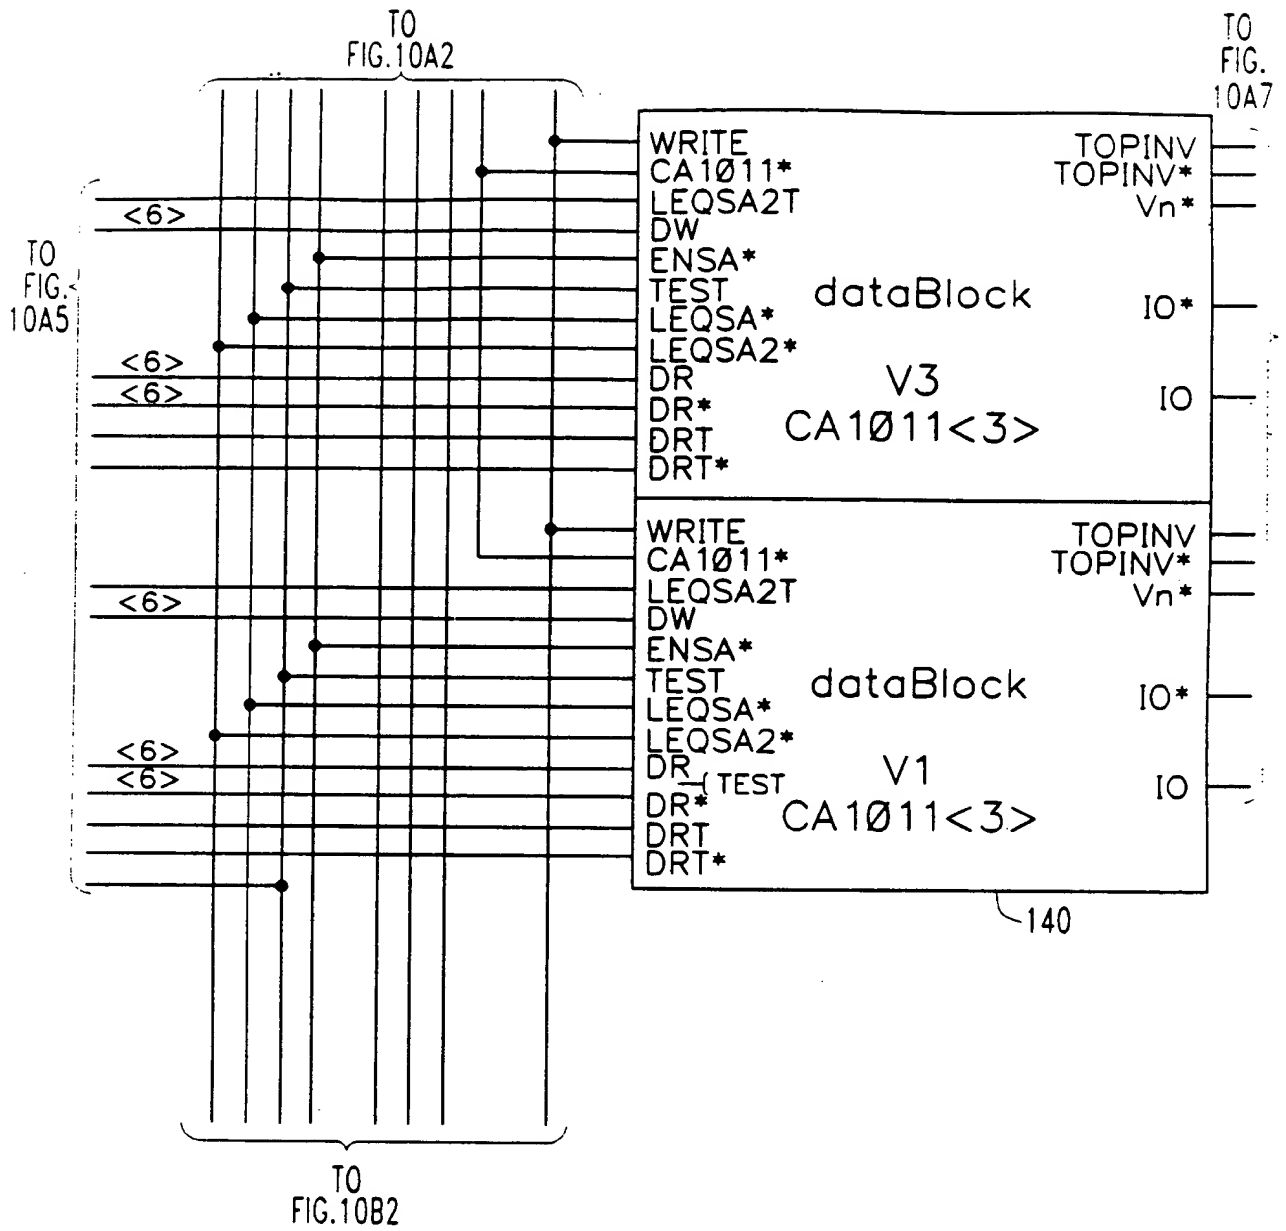 TO
FIG.10A2
TO
FIG.
10A7
TO
FIG.
10A5
<6>
<6>
<6>
WRITE
CA1Ø11*
LEQSA2T
DW
ENSA*
TEST
LEQSA*
LEQSA2*
DR
DR*
DRT
DRT*
dataBlock
V3
CA1Ø11<3>
TOPINV
TOPINV*
Vn*
IO*
IO
<6>
<6>
<6>
WRITE
CA1Ø11*
LEQSA2T
DW
ENSA*
TEST
LEQSA*
LEQSA2*
DR
TEST
DR*
DRT
DRT*
dataBlock
V1
CA1Ø11<3>
TOPINV
TOPINV*
Vn*
IO*
IO
140
TO
FIG.10B2